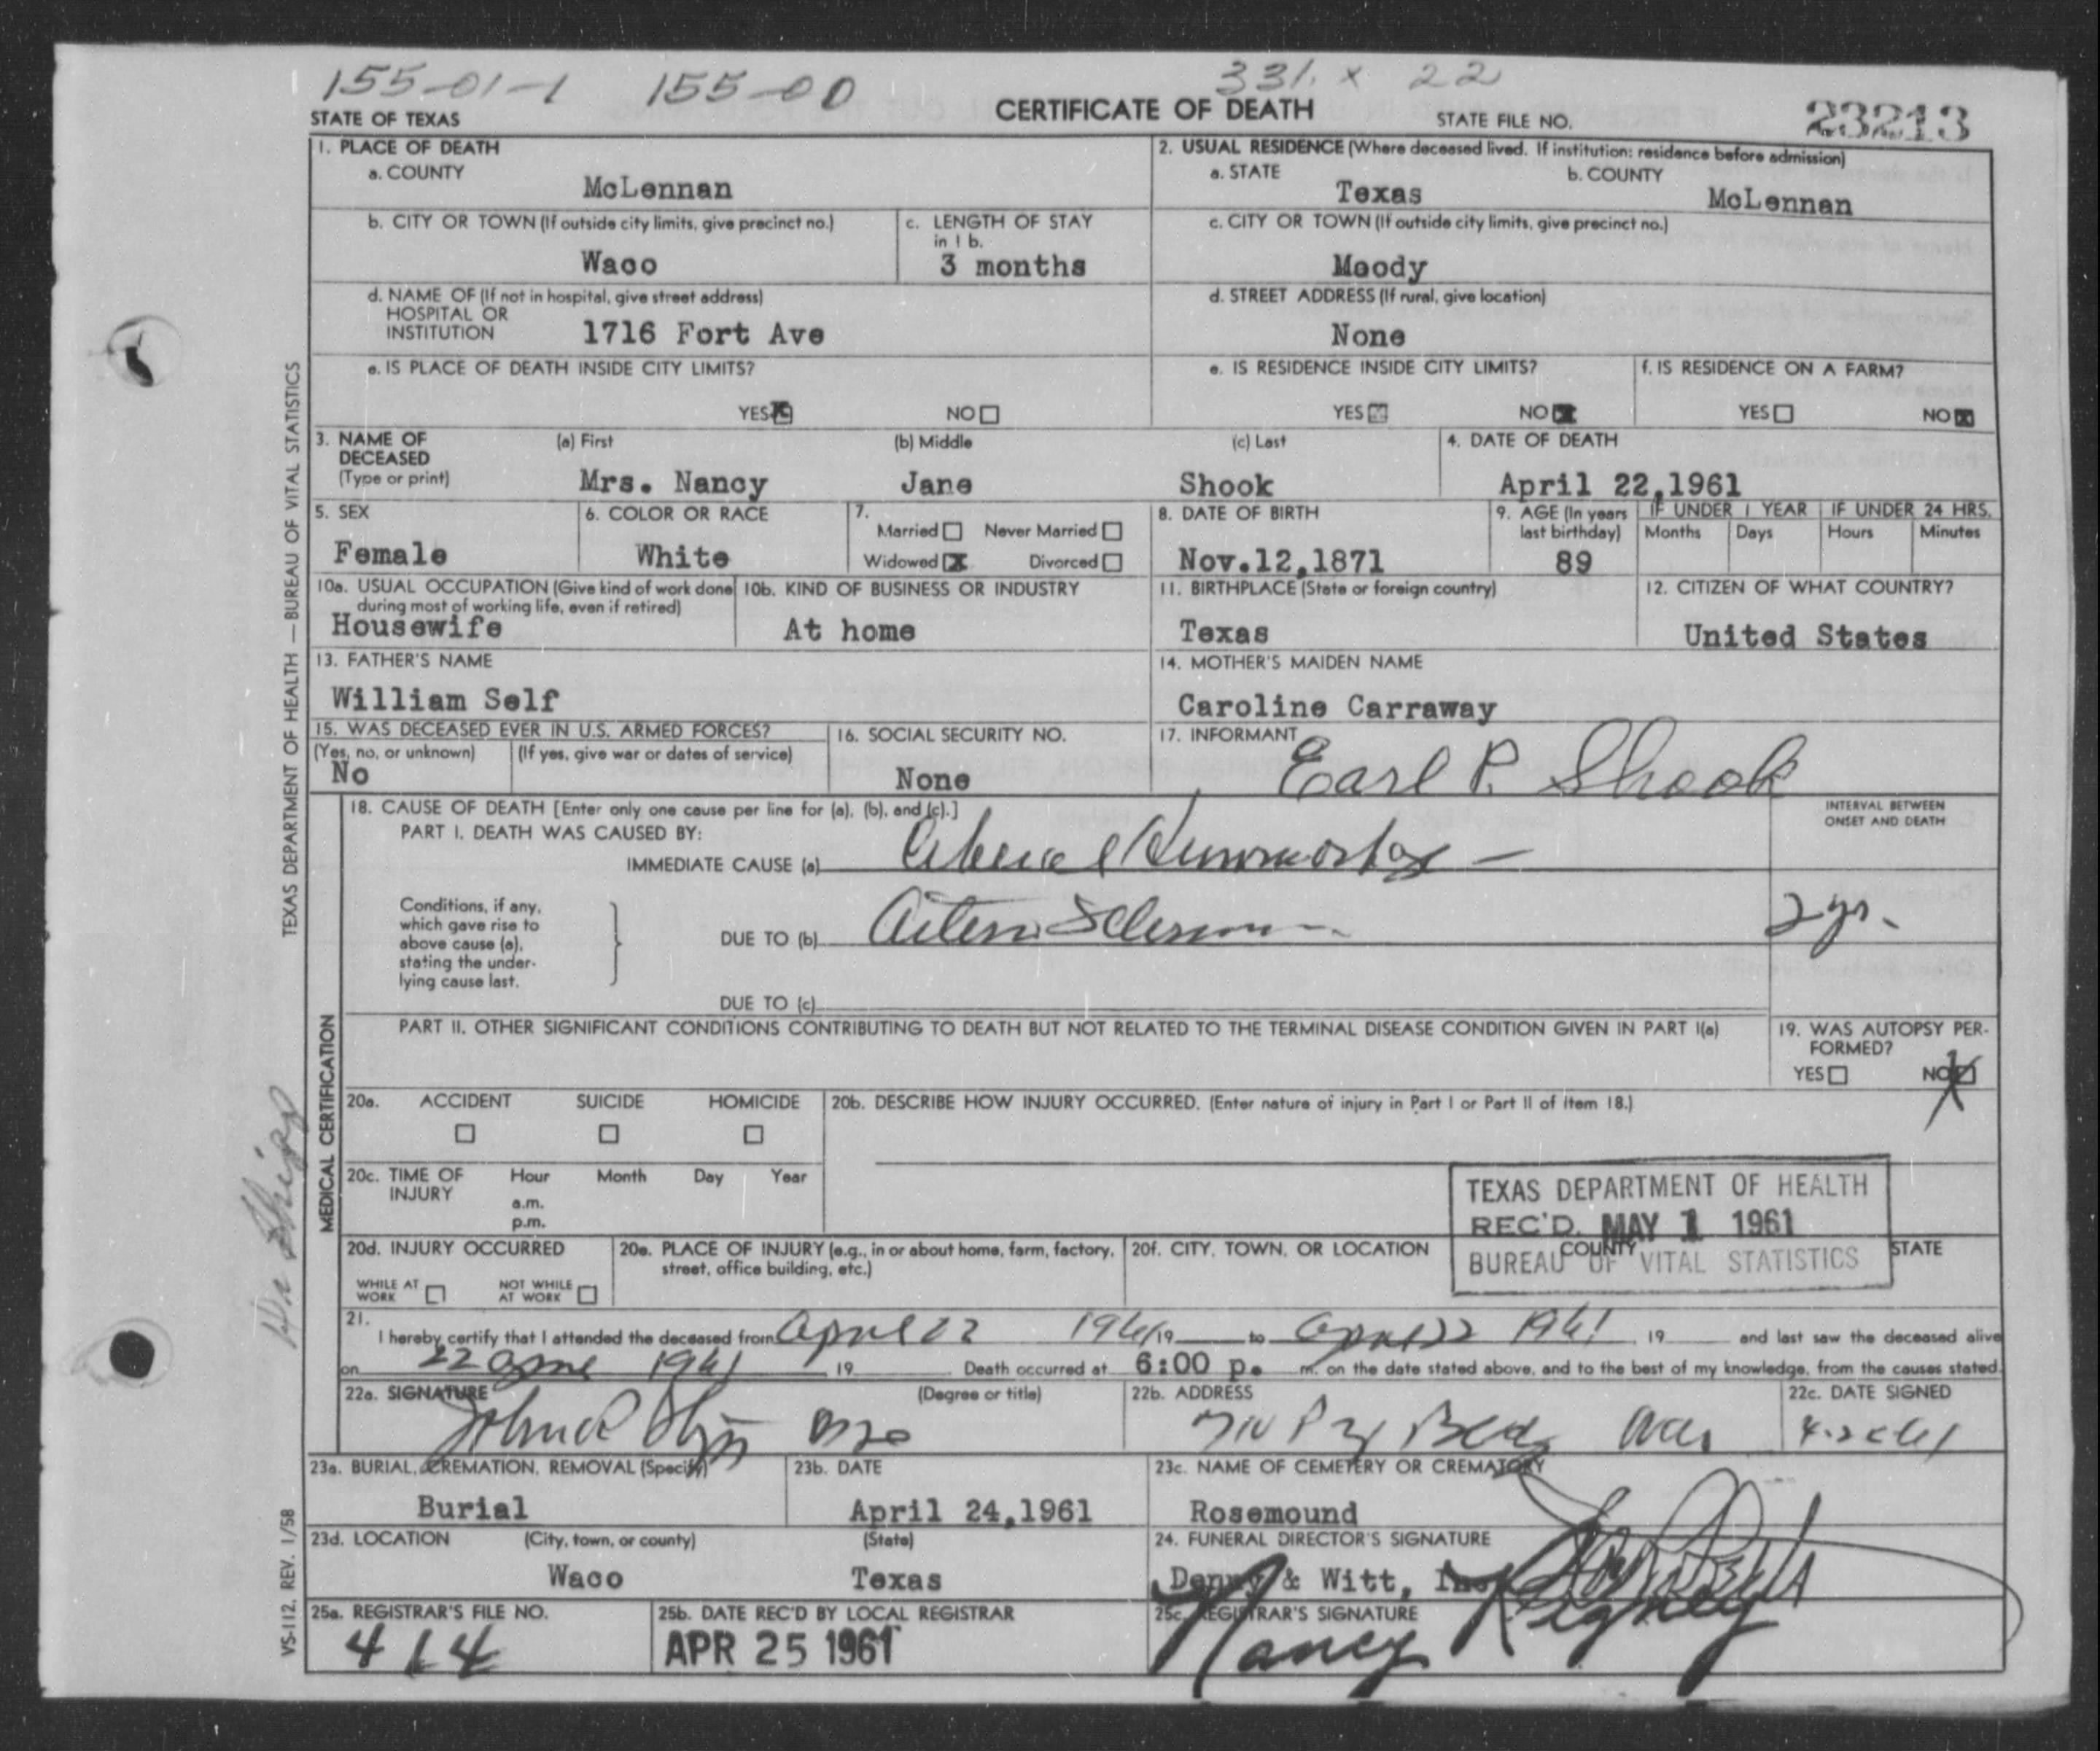 155-01-1 155-00 331 x 22
STATE OF TEXAS CERTIFICATE OF DEATH STATE FILE NO. 23213
1. PLACE OF DEATH
a. COUNTY McLennan
2. USUAL RESIDENCE (Where deceased lived. If institution: residence before admission)
a. STATE Texas b. COUNTY McLennan
b. CITY OR TOWN (If outside city limits, give precinct no.) Waco
c. LENGTH OF STAY in 1 b. 3 months
c. CITY OR TOWN (If outside city limits, give precinct no.) Moody
d. NAME OF (If not in hospital, give street address)
HOSPITAL OR
INSTITUTION 1716 Fort Ave
d. STREET ADDRESS (If rural, give location)
None
e. IS PLACE OF DEATH INSIDE CITY LIMITS?
YES NO
e. IS RESIDENCE INSIDE CITY LIMITS?
YES NO
f. IS RESIDENCE ON A FARM?
YES NO
3. NAME OF DECEASED (Type or print)
(a) First (b) Middle (c) Last
Mrs. Nancy Jane Shook
4. DATE OF DEATH
April 22,1961
5. SEX
Female
6. COLOR OR RACE
White
7.
Married Never Married
Widowed Divorced
8. DATE OF BIRTH
Nov.12,1871
9. AGE (In years last birthday)
89
IF UNDER 1 YEAR IF UNDER 24 HRS.
Months Days Hours Minutes
10a. USUAL OCCUPATION (Give kind of work done
during most of working life, even if retired)
Housewife
10b. KIND OF BUSINESS OR INDUSTRY
At home
11. BIRTHPLACE (State or foreign country)
Texas
12. CITIZEN OF WHAT COUNTRY?
United States
13. FATHER'S NAME
William Self
14. MOTHER'S MAIDEN NAME
Caroline Carraway
15. WAS DECEASED EVER IN U.S. ARMED FORCES?
(Yes, no, or unknown) (If yes, give war or dates of service)
No
16. SOCIAL SECURITY NO.
None
17. INFORMANT
Earl P. Shook
18. CAUSE OF DEATH [Enter only one cause per line for (a), (b), and (c).]
INTERVAL BETWEEN
ONSET AND DEATH
PART I. DEATH WAS CAUSED BY:
IMMEDIATE CAUSE (a)
Conditions, if any,
which gave rise to
above cause (a),
stating the under-
lying cause last.
DUE TO (b) 2 yrs.
DUE TO (c)
PART II. OTHER SIGNIFICANT CONDITIONS CONTRIBUTING TO DEATH BUT NOT RELATED TO THE TERMINAL DISEASE CONDITION GIVEN IN PART I(a)
19. WAS AUTOPSY PER-
FORMED?
YES NO
20a. ACCIDENT SUICIDE HOMICIDE
20b. DESCRIBE HOW INJURY OCCURRED. (Enter nature of injury in Part I or Part II of item 18.)
20c. TIME OF INJURY
Hour Month Day Year
a.m.
p.m.
TEXAS DEPARTMENT OF HEALTH
REC'D. MAY 1 1961
BUREAU OF VITAL STATISTICS
20d. INJURY OCCURRED
WHILE AT WORK NOT WHILE AT WORK
20e. PLACE OF INJURY (e.g., in or about home, farm, factory,
street, office building, etc.)
20f. CITY, TOWN, OR LOCATION COUNTY STATE
21.
I hereby certify that I attended the deceased from April 22 1961 19 to April 22 1961, 19 and last saw the deceased alive
on 22 April 1961 19 Death occurred at 6:00 p. m. on the date stated above, and to the best of my knowledge, from the causes stated.
22a. SIGNATURE (Degree or title)
22b. ADDRESS
22c. DATE SIGNED
23a. BURIAL, CREMATION, REMOVAL (Specify)
Burial
23b. DATE
April 24,1961
23c. NAME OF CEMETERY OR CREMATORY
Rosemound
23d. LOCATION (City, town, or county) (State)
Waco Texas
24. FUNERAL DIRECTOR'S SIGNATURE
& Witt,
25a. REGISTRAR'S FILE NO.
414
25b. DATE REC'D BY LOCAL REGISTRAR
APR 25 1961
25c. REGISTRAR'S SIGNATURE
Nancy Rigney
TEXAS DEPARTMENT OF HEALTH — BUREAU OF VITAL STATISTICS
MEDICAL CERTIFICATION
VS-112, REV. 1/58